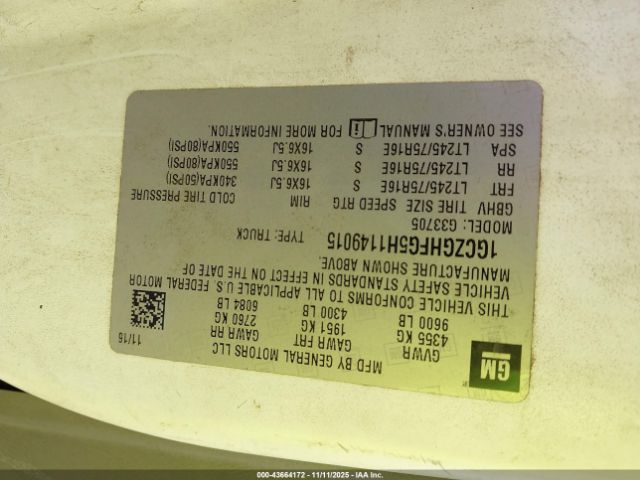 GM
MFD BY GENERAL MOTORS LLC
11/16
GVWR GAWR FRT GAWR RR
4355 KG 1951 KG 2760 KG
9600 LB 4300 LB 6084 LB
THIS VEHICLE CONFORMS TO ALL APPLICABLE U.S. FEDERAL MOTOR
VEHICLE SAFETY STANDARDS IN EFFECT ON THE DATE OF
MANUFACTURE SHOWN ABOVE.
1GCZGHFG5H1149015 TYPE: TRUCK
MODEL: G33705
GBHV TIRE SIZE SPEED RTG RIM COLD TIRE PRESSURE
FRT LT245/75R16E S 16X6.5J 340KPA(50PSI)
RR LT245/75R16E S 16X6.5J 550KPA(80PSI)
SPA LT245/75R16E S 16X6.5J 550KPA(80PSI)
SEE OWNER'S MANUAL FOR MORE INFORMATION.
000-43664172 - 11/11/2025 - IAAI.COM